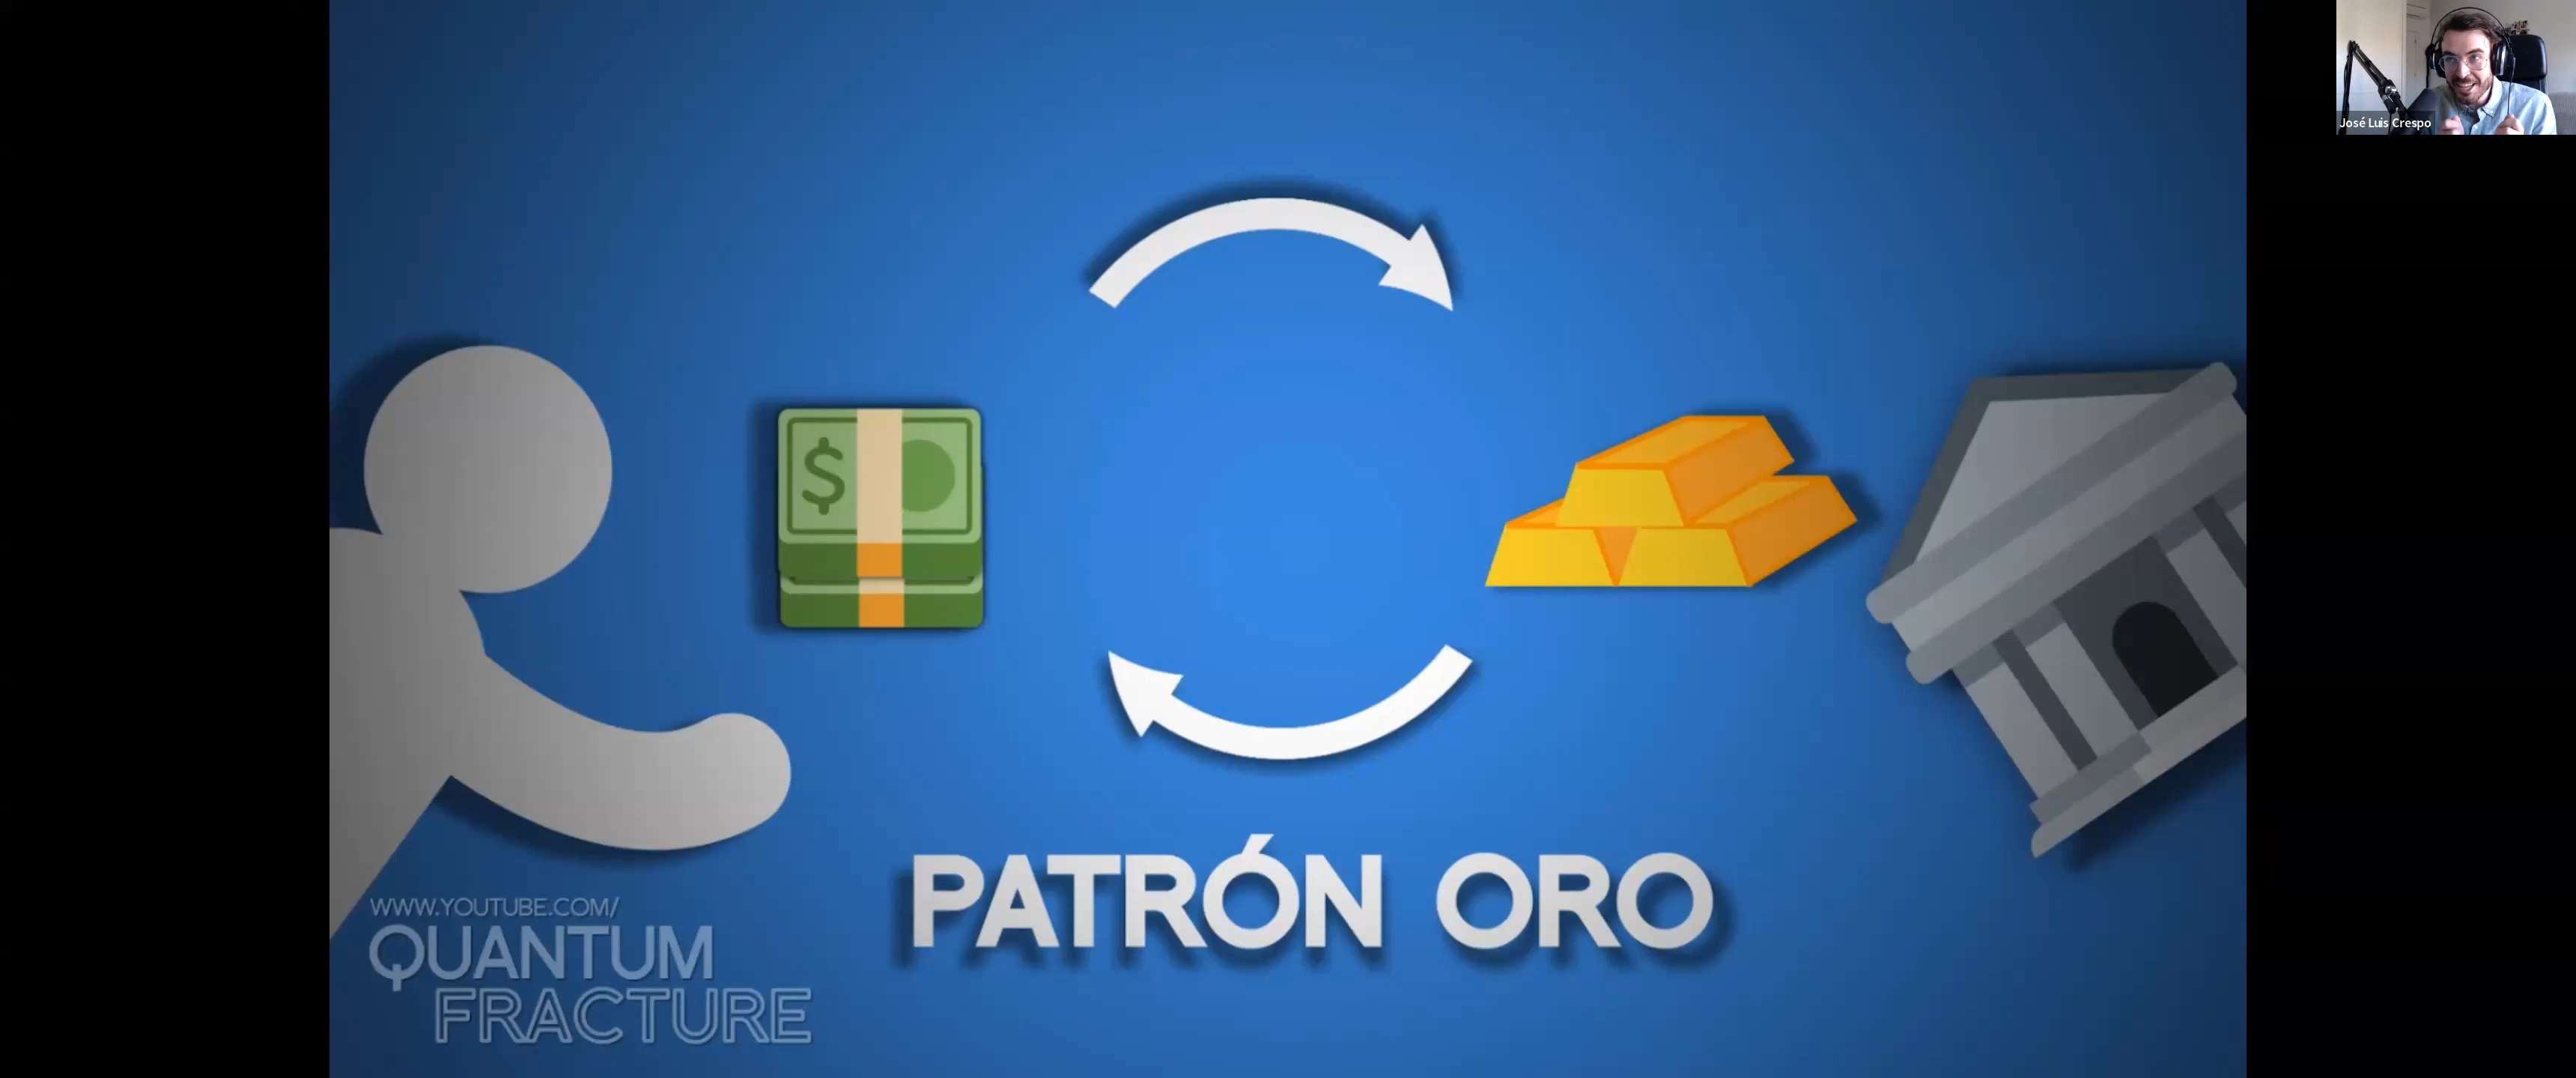 José Luis Crespo
$
PATRÓN ORO
WWW.YOUTUBE.COM/
QUANTUM
FRACTURE